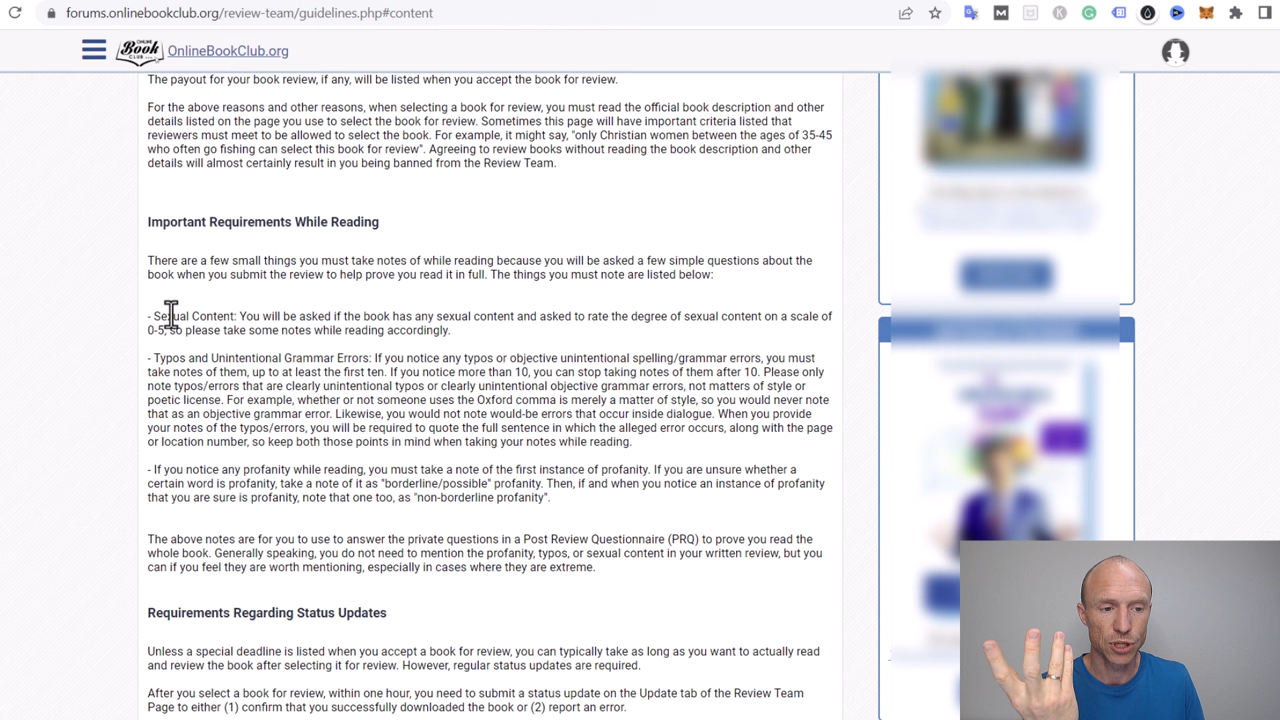 forums.onlinebookclub.org/review-team/guidelines.php#content
ONLINE
Book
CLUB
OnlineBookClub.org
The payout for your book review, if any, will be listed when you accept the book for review.
For the above reasons and other reasons, when selecting a book for review, you must read the official book description and other
details listed on the page you use to select the book for review. Sometimes this page will have important criteria listed that
reviewers must meet to be allowed to select the book. For example, it might say, "only Christian women between the ages of 35-45
who often go fishing can select this book for review". Agreeing to review books without reading the book description and other
details will almost certainly result in you being banned from the Review Team.
Important Requirements While Reading
There are a few small things you must take notes of while reading because you will be asked a few simple questions about the
book when you submit the review to help prove you read it in full. The things you must note are listed below:
- Sexual Content: You will be asked if the book has any sexual content and asked to rate the degree of sexual content on a scale of
0-5, so please take some notes while reading accordingly.
- Typos and Unintentional Grammar Errors: If you notice any typos or objective unintentional spelling/grammar errors, you must
take notes of them, up to at least the first ten. If you notice more than 10, you can stop taking notes of them after 10. Please only
note typos/errors that are clearly unintentional typos or clearly unintentional objective grammar errors, not matters of style or
poetic license. For example, whether or not someone uses the Oxford comma is merely a matter of style, so you would never note
that as an objective grammar error. Likewise, you would not note would-be errors that occur inside dialogue. When you provide
your notes of the typos/errors, you will be required to quote the full sentence in which the alleged error occurs, along with the page
or location number, so keep both those points in mind when taking your notes while reading.
- If you notice any profanity while reading, you must take a note of the first instance of profanity. If you are unsure whether a
certain word is profanity, take a note of it as "borderline/possible" profanity. Then, if and when you notice an instance of profanity
that you are sure is profanity, note that one too, as "non-borderline profanity".
The above notes are for you to use to answer the private questions in a Post Review Questionnaire (PRQ) to prove you read the
whole book. Generally speaking, you do not need to mention the profanity, typos, or sexual content in your written review, but you
can if you feel they are worth mentioning, especially in cases where they are extreme.
Requirements Regarding Status Updates
Unless a special deadline is listed when you accept a book for review, you can typically take as long as you want to actually read
and review the book after selecting it for review. However, regular status updates are required.
After you select a book for review, within one hour, you need to submit a status update on the Update tab of the Review Team
Page to either (1) confirm that you successfully downloaded the book or (2) report an error.